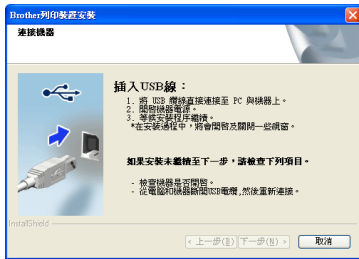 Brother列印裝置安裝
連接機器
插入USB線：
1. 將 USB 纜線直接連接至 PC 與機器上。
2. 開啓機器電源。
3. 等候安裝程序繼續。
*在安裝過程中，將會開啓及關閉一些視窗。
如果安裝未繼續至下一步，請檢查下列項目。
- 檢查機器是否開啓。
- 從電腦和機器斷開USB電纜,然後重新連接。
InstallShield
< 上一步(B) 下一步(N) > 取消